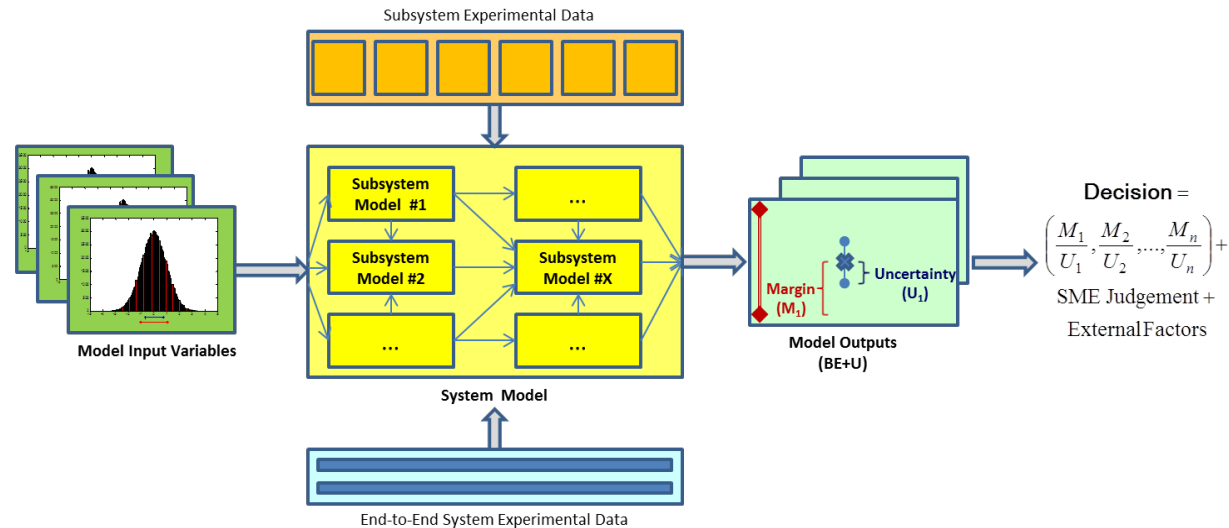 Subsystem Experimental Data
Model Input Variables
Subsystem
Model #1
...
Subsystem
Model #2
Subsystem
Model #X
...
...
System Model
End-to-End System Experimental Data
Margin
(M₁)
Uncertainty
(U₁)
Model Outputs
(BE+U)
Decision =
(M₁/U₁, M₂/U₂,..., Mₙ/Uₙ) +
SME Judgement +
External Factors